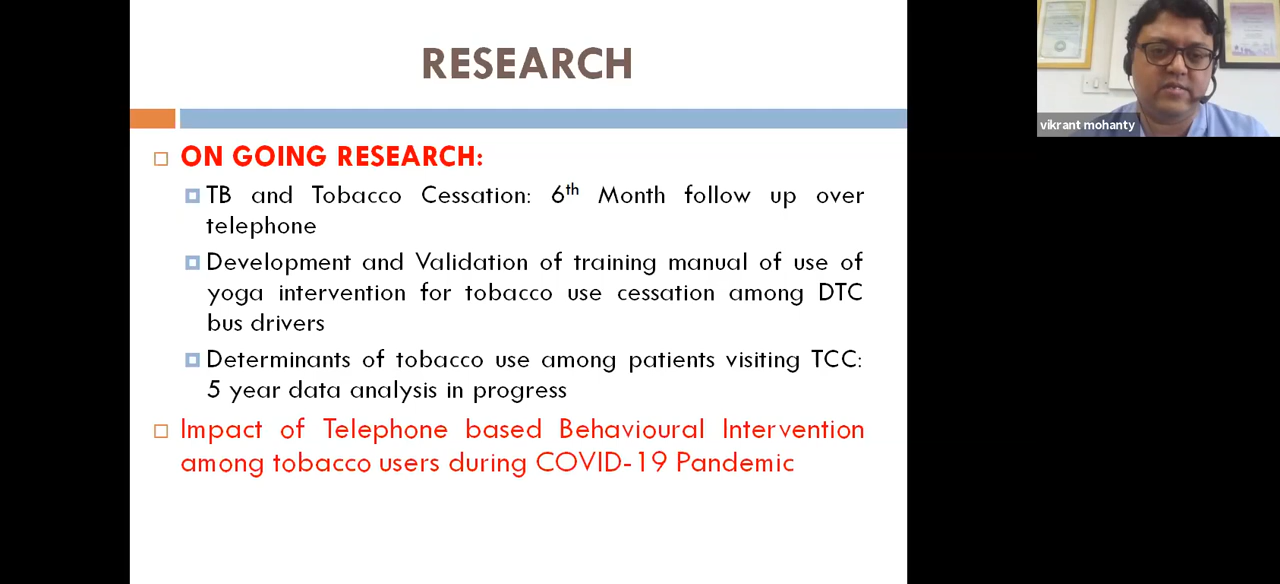 RESEARCH
ON GOING RESEARCH:
TB and Tobacco Cessation: 6th Month follow up over
telephone
Development and Validation of training manual of use of
yoga intervention for tobacco use cessation among DTC
bus drivers
Determinants of tobacco use among patients visiting TCC:
5 year data analysis in progress
Impact of Telephone based Behavioural Intervention
among tobacco users during COVID-19 Pandemic
vikrant mohanty